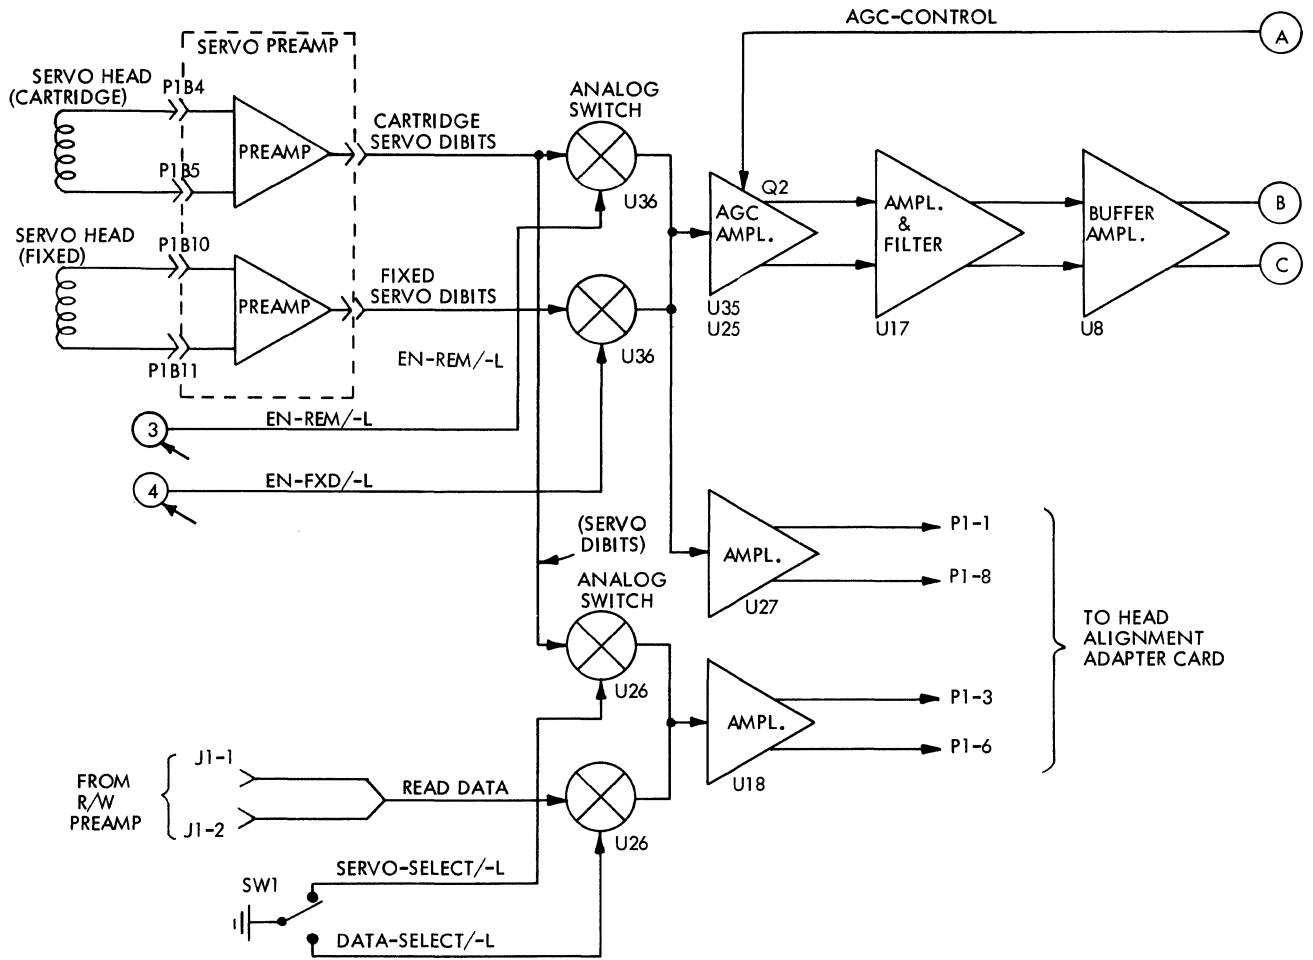 AGC-CONTROL
A
SERVO PREAMP
SERVO HEAD
(CARTRIDGE)
P1B4
PREAMP
P1B5
CARTRIDGE
SERVO DIBITS
ANALOG
SWITCH
U36
Q2
AGC
AMPL.
U35
U25
AMPL.
&
FILTER
U17
BUFFER
AMPL.
U8
B
C
SERVO HEAD
(FIXED)
P1B10
PREAMP
P1B11
FIXED
SERVO DIBITS
U36
EN-REM/-L
3
EN-REM/-L
4
EN-FXD/-L
(SERVO
DIBITS)
ANALOG
SWITCH
U26
AMPL.
U27
P1-1
P1-8
TO HEAD
ALIGNMENT
ADAPTER CARD
AMPL.
U18
P1-3
P1-6
FROM
R/W
PREAMP
J1-1
J1-2
READ DATA
U26
SERVO-SELECT/-L
SW1
DATA-SELECT/-L